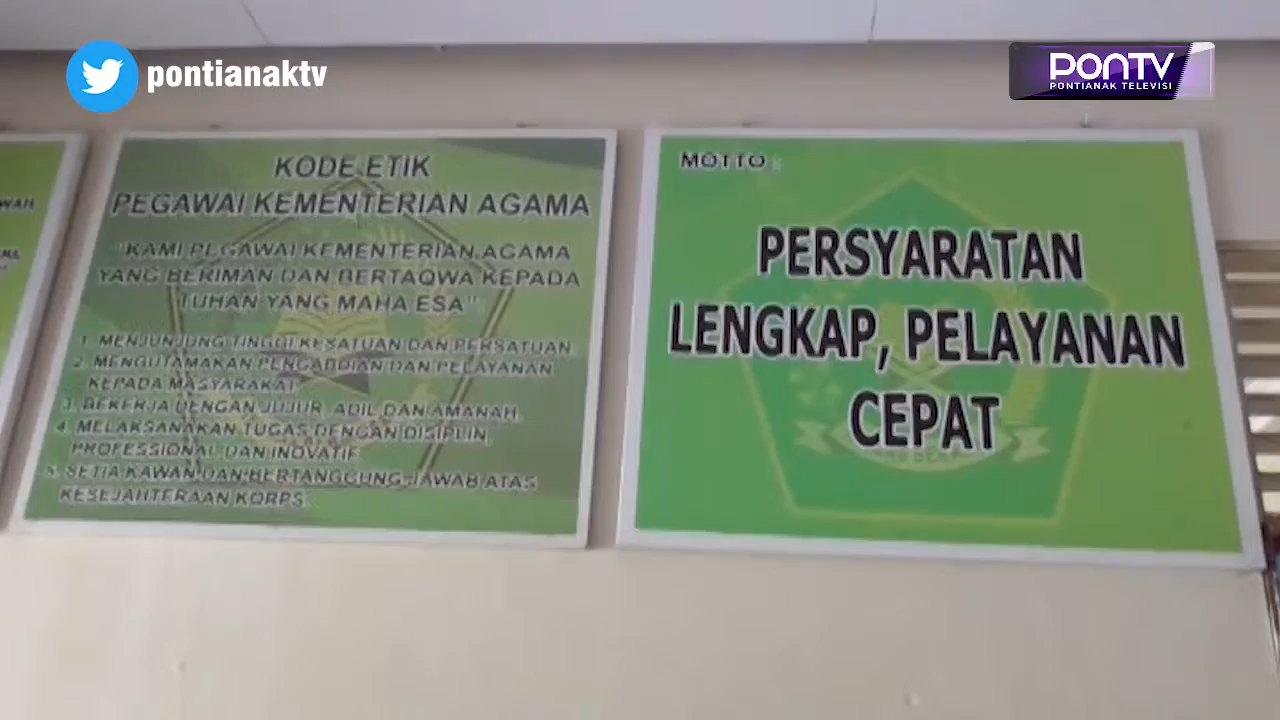 pontianaktv
PONTV
PONTIANAK TELEVISI
KODE ETIK
PEGAWAI KEMENTERIAN AGAMA
"KAMI PEGAWAI KEMENTERIAN AGAMA
YANG BERIMAN DAN BERTAQWA KEPADA
TUHAN YANG MAHA ESA"
1. MENJUNJUNG TINGGI KESATUAN DAN PERSATUAN
2. MENGUTAMAKAN PENGABDIAN DAN PELAYANAN
KEPADA MASYARAKAT
3. BEKERJA DENGAN JUJUR, ADIL DAN AMANAH.
4. MELAKSANAKAN TUGAS DENGAN DISIPLIN,
PROFESSIONAL DAN INOVATIF
5. SETIA KAWAN DAN BERTANGGUNG JAWAB ATAS
KESEJAHTERAAN KORPS.
MOTTO :
PERSYARATAN
LENGKAP, PELAYANAN
CEPAT